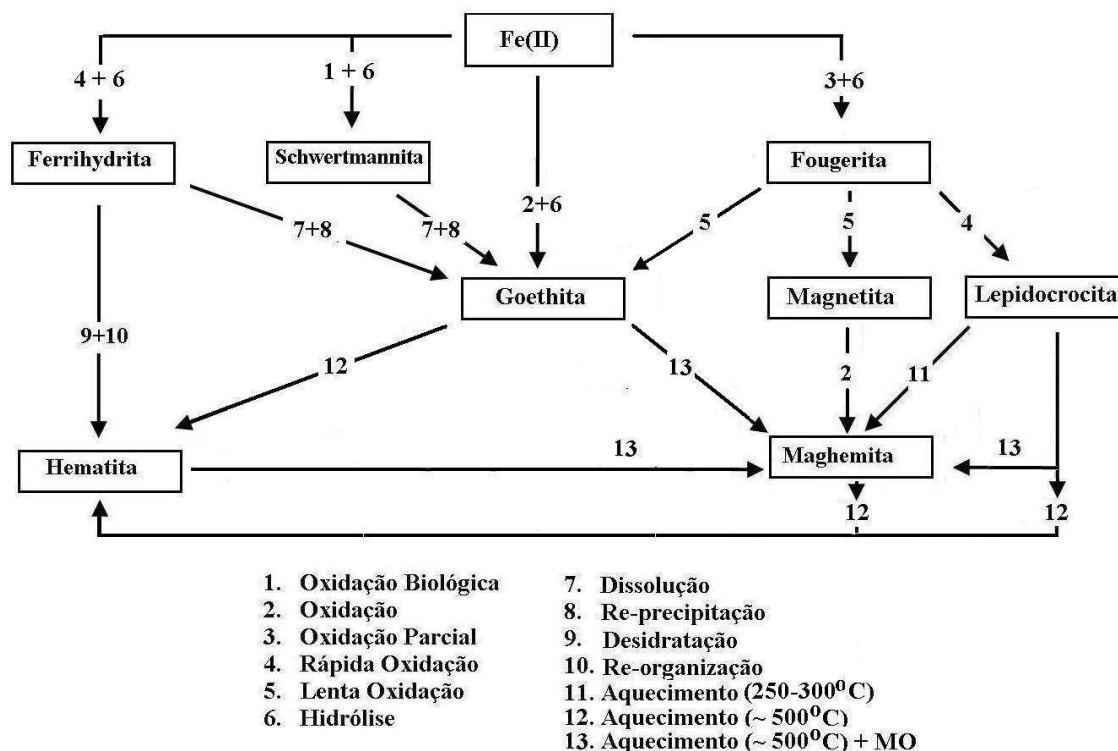 Fe(II)
4 + 6
1 + 6
3+6
Ferrihydrita
Schwertmannita
Fougerita
2+6
7+8
7+8
5
5
4
Goethita
Magnetita
Lepidocrocita
9+10
12
13
2
11
Hematita
13
Maghemita
13
12
12
1. Oxidação Biológica
2. Oxidação
3. Oxidação Parcial
4. Rápida Oxidação
5. Lenta Oxidação
6. Hidrólise
7. Dissolução
8. Re-precipitação
9. Desidratação
10. Re-organização
11. Aquecimento (250-300°C)
12. Aquecimento (~ 500°C)
13. Aquecimento (~ 500°C) + MO